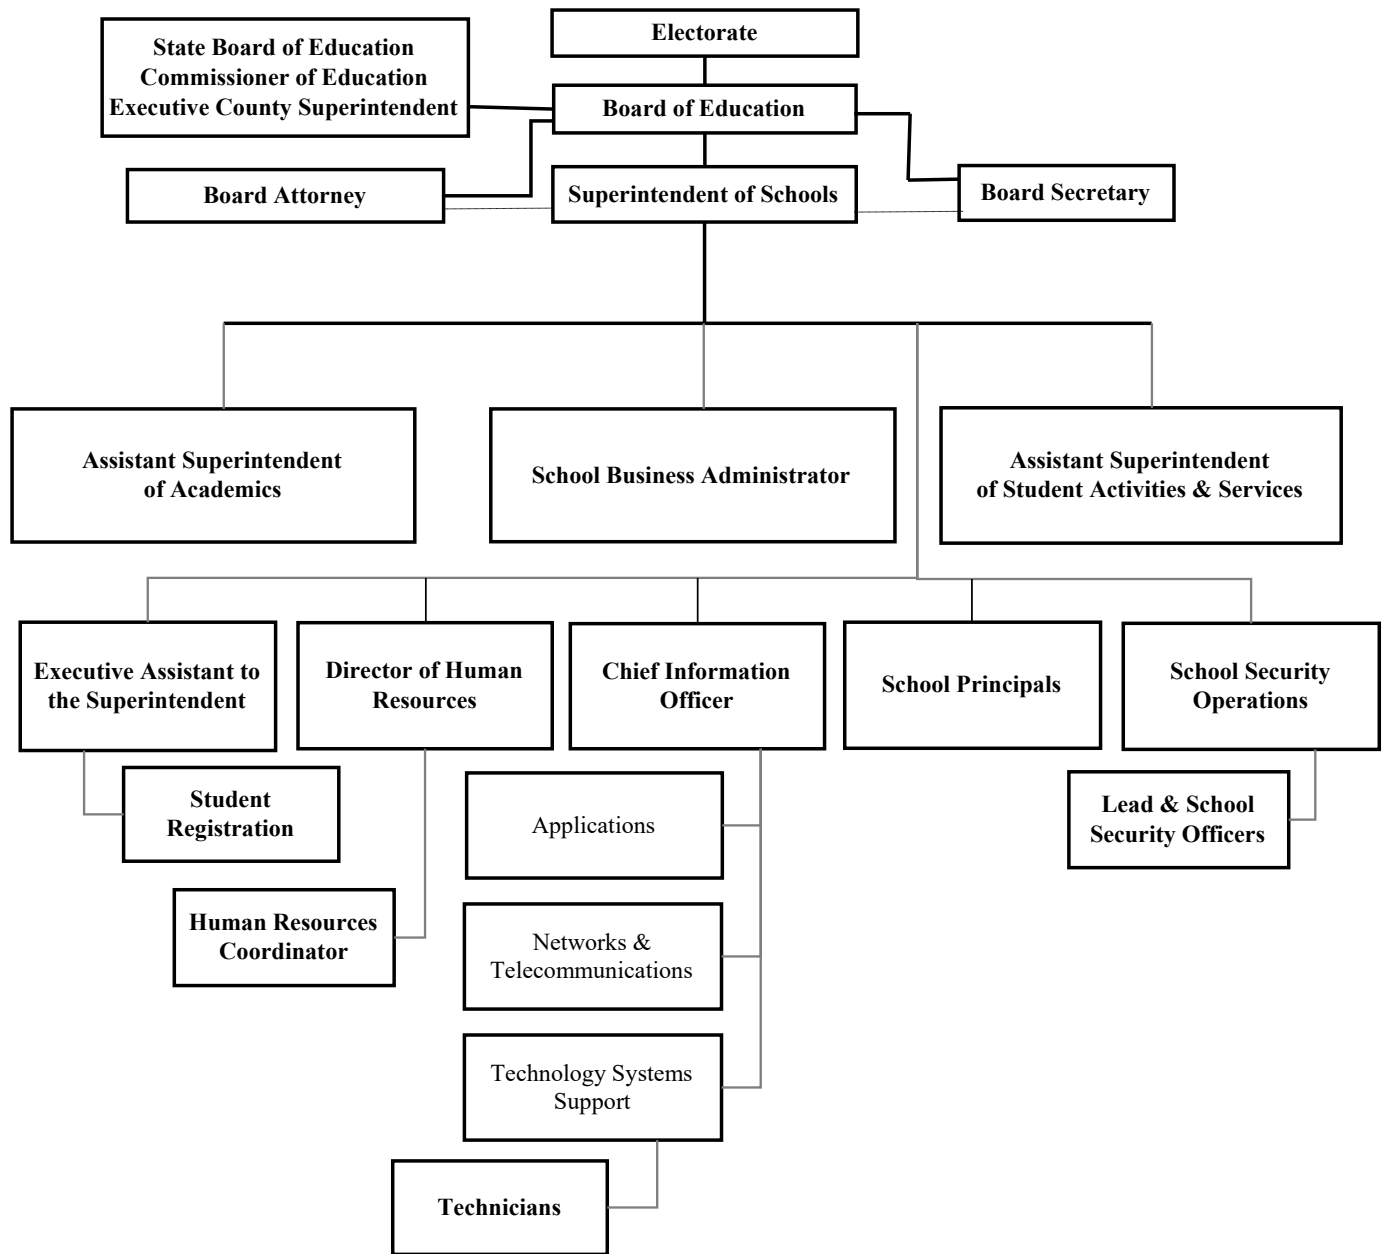 Electorate
State Board of Education
Commissioner of Education
Executive County Superintendent
Board of Education
Board Attorney
Superintendent of Schools
Board Secretary
Assistant Superintendent
of Academics
School Business Administrator
Assistant Superintendent
of Student Activities & Services
Executive Assistant to
the Superintendent
Director of Human
Resources
Chief Information
Officer
School Principals
School Security
Operations
Student
Registration
Applications
Lead & School
Security Officers
Human Resources
Coordinator
Networks &
Telecommunications
Technology Systems
Support
Technicians